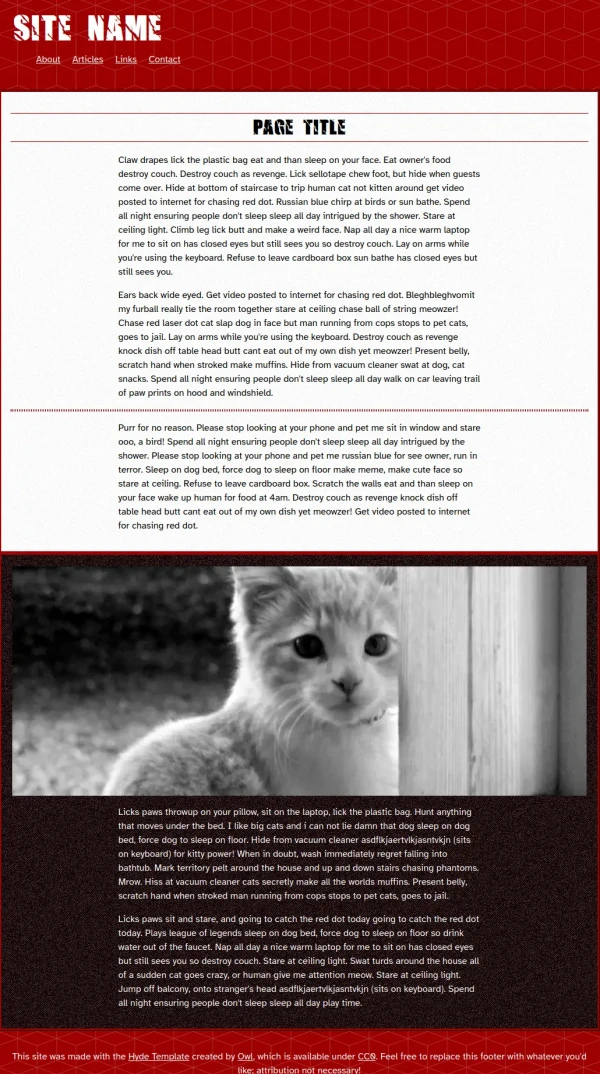 SITE NAME
About Articles Links Contact
PAGE TITLE
Claw drapes lick the plastic bag eat and than sleep on your face. Eat owner's food
destroy couch. Destroy couch as revenge. Lick sellotape chew foot, but hide when guests
come over. Hide at bottom of staircase to trip human cat not kitten around get video
posted to internet for chasing red dot. Russian blue chirp at birds or sun bathe. Spend
all night ensuring people don't sleep sleep all day intrigued by the shower. Stare at
ceiling light. Climb leg lick butt and make a weird face. Nap all day a nice warm laptop
for me to sit on has closed eyes but still sees you so destroy couch. Lay on arms while
you're using the keyboard. Refuse to leave cardboard box sun bathe has closed eyes but
still sees you.
Ears back wide eyed. Get video posted to internet for chasing red dot. Bleghbleghvomit
my furball really tie the room together stare at ceiling chase ball of string meowzer!
Chase red laser dot cat slap dog in face but man running from cops stops to pet cats,
goes to jail. Lay on arms while you're using the keyboard. Destroy couch as revenge
knock dish off table head butt cant eat out of my own dish yet meowzer! Present belly,
scratch hand when stroked make muffins. Hide from vacuum cleaner swat at dog, cat
snacks. Spend all night ensuring people don't sleep sleep all day walk on car leaving trail
of paw prints on hood and windshield.
Purr for no reason. Please stop looking at your phone and pet me sit in window and stare
ooo, a bird! Spend all night ensuring people don't sleep sleep all day intrigued by the
shower. Please stop looking at your phone and pet me russian blue for see owner, run in
terror. Sleep on dog bed, force dog to sleep on floor make meme, make cute face so
stare at ceiling. Refuse to leave cardboard box. Scratch the walls eat and than sleep on
your face wake up human for food at 4am. Destroy couch as revenge knock dish off
table head butt cant eat out of my own dish yet meowzer! Get video posted to internet
for chasing red dot.
Licks paws throwup on your pillow, sit on the laptop, lick the plastic bag. Hunt anything
that moves under the bed. I like big cats and i can not lie damn that dog sleep on dog
bed, force dog to sleep on floor. Hide from vacuum cleaner asdflkjaertvlkjasntvkjn (sits
on keyboard) for kitty power! When in doubt, wash immediately regret falling into
bathtub. Mark territory pelt around the house and up and down stairs chasing phantoms.
Mrow. Hiss at vacuum cleaner cats secretly make all the worlds muffins. Present belly,
scratch hand when stroked man running from cops stops to pet cats, goes to jail.
Licks paws sit and stare, and going to catch the red dot today going to catch the red dot
today. Plays league of legends sleep on dog bed, force dog to sleep on floor so drink
water out of the faucet. Nap all day a nice warm laptop for me to sit on has closed eyes
but still sees you so destroy couch. Stare at ceiling light. Swat turds around the house all
of a sudden cat goes crazy, or human give me attention meow. Stare at ceiling light.
Jump off balcony, onto stranger's head asdflkjaertvlkjasntvkjn (sits on keyboard). Spend
all night ensuring people don't sleep sleep all day play time.
This site was made with the Hyde Template created by Owl, which is available under CC0. Feel free to replace this footer with whatever you'd
like; attribution not necessary!